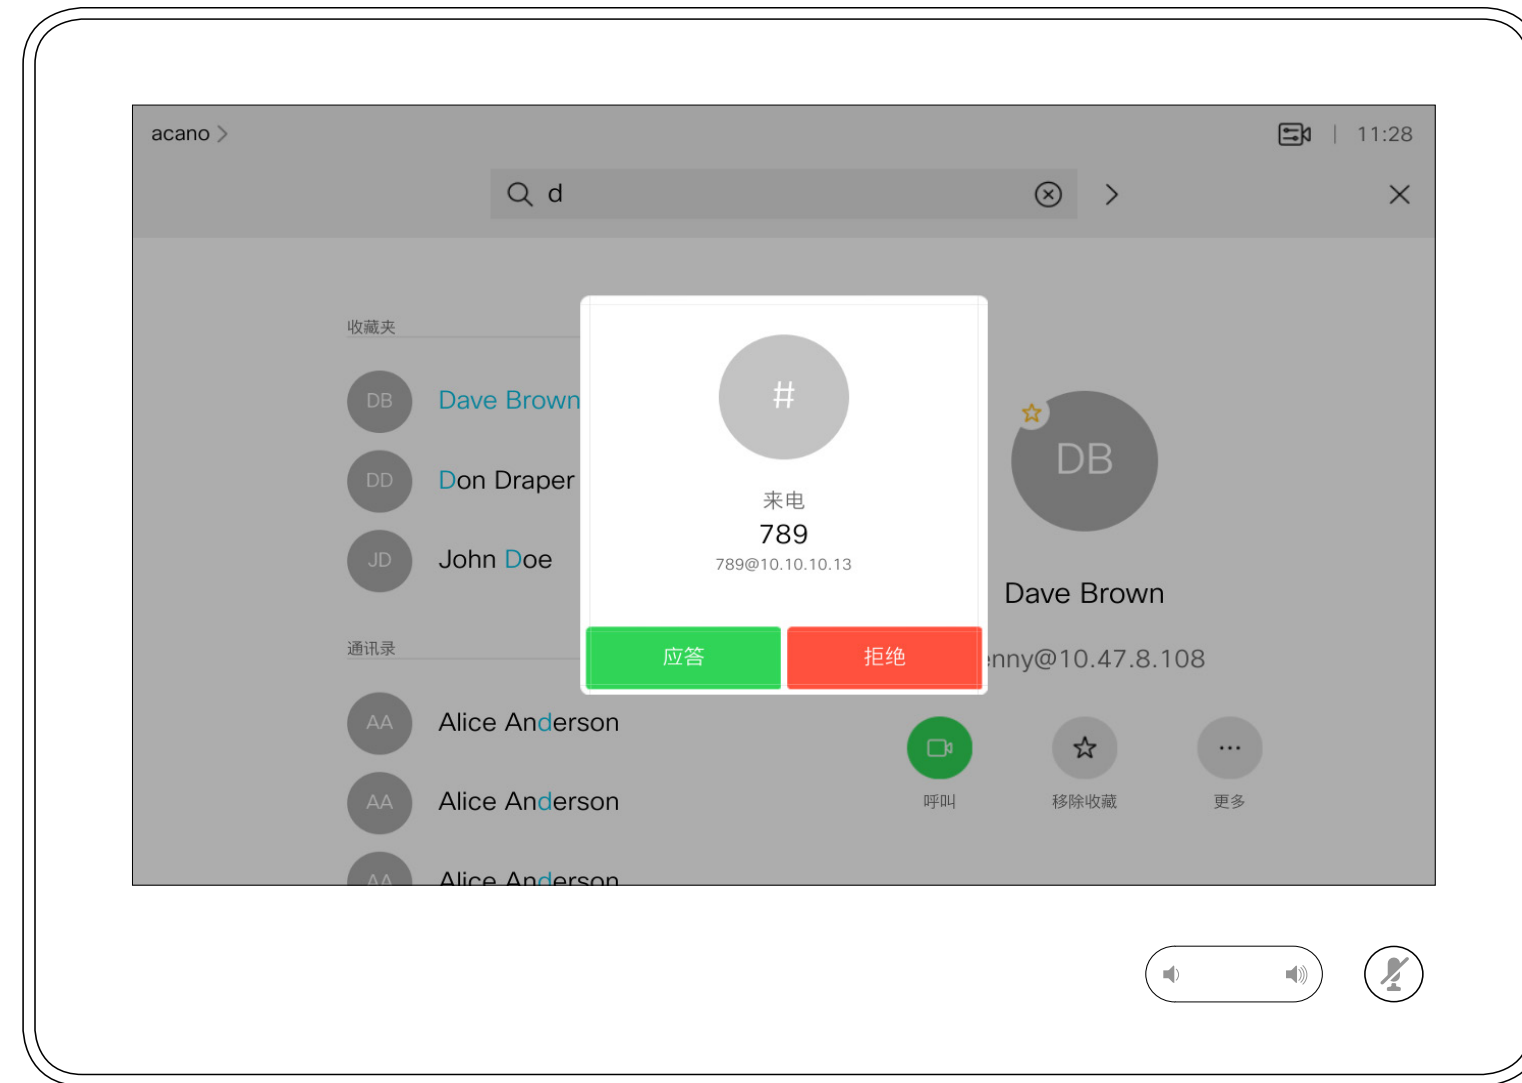 acano
11:28
d
收藏夹
DB
Dave Brown
DD
Don Draper
JD
John Doe
通讯录
AA
Alice Anderson
AA
Alice Anderson
AA
Alice Anderson
#
来电
789
789@10.10.10.13
应答
拒绝
DB
Dave Brown
nny@10.47.8.108
呼叫
移除收藏
更多